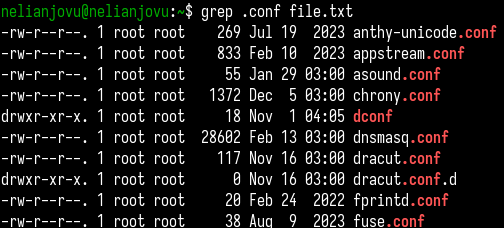 nelianjovu@nelianjovu:~$ grep .conf file.txt
-rw-r--r--. 1 root root   269 Jul 19  2023 anthy-unicode.conf
-rw-r--r--. 1 root root   833 Feb 10  2023 appstream.conf
-rw-r--r--. 1 root root    55 Jan 29 03:00 asound.conf
-rw-r--r--. 1 root root  1372 Dec  5 03:00 chrony.conf
drwxr-xr-x. 1 root root    18 Nov  1 04:05 dconf
-rw-r--r--. 1 root root 28602 Feb 13 03:00 dnsmasq.conf
-rw-r--r--. 1 root root   117 Nov 16 03:00 dracut.conf
drwxr-xr-x. 1 root root     0 Nov 16 03:00 dracut.conf.d
-rw-r--r--. 1 root root    20 Feb 24  2022 fprintd.conf
-rw-r--r--. 1 root root    38 Aug  9  2023 fuse.conf